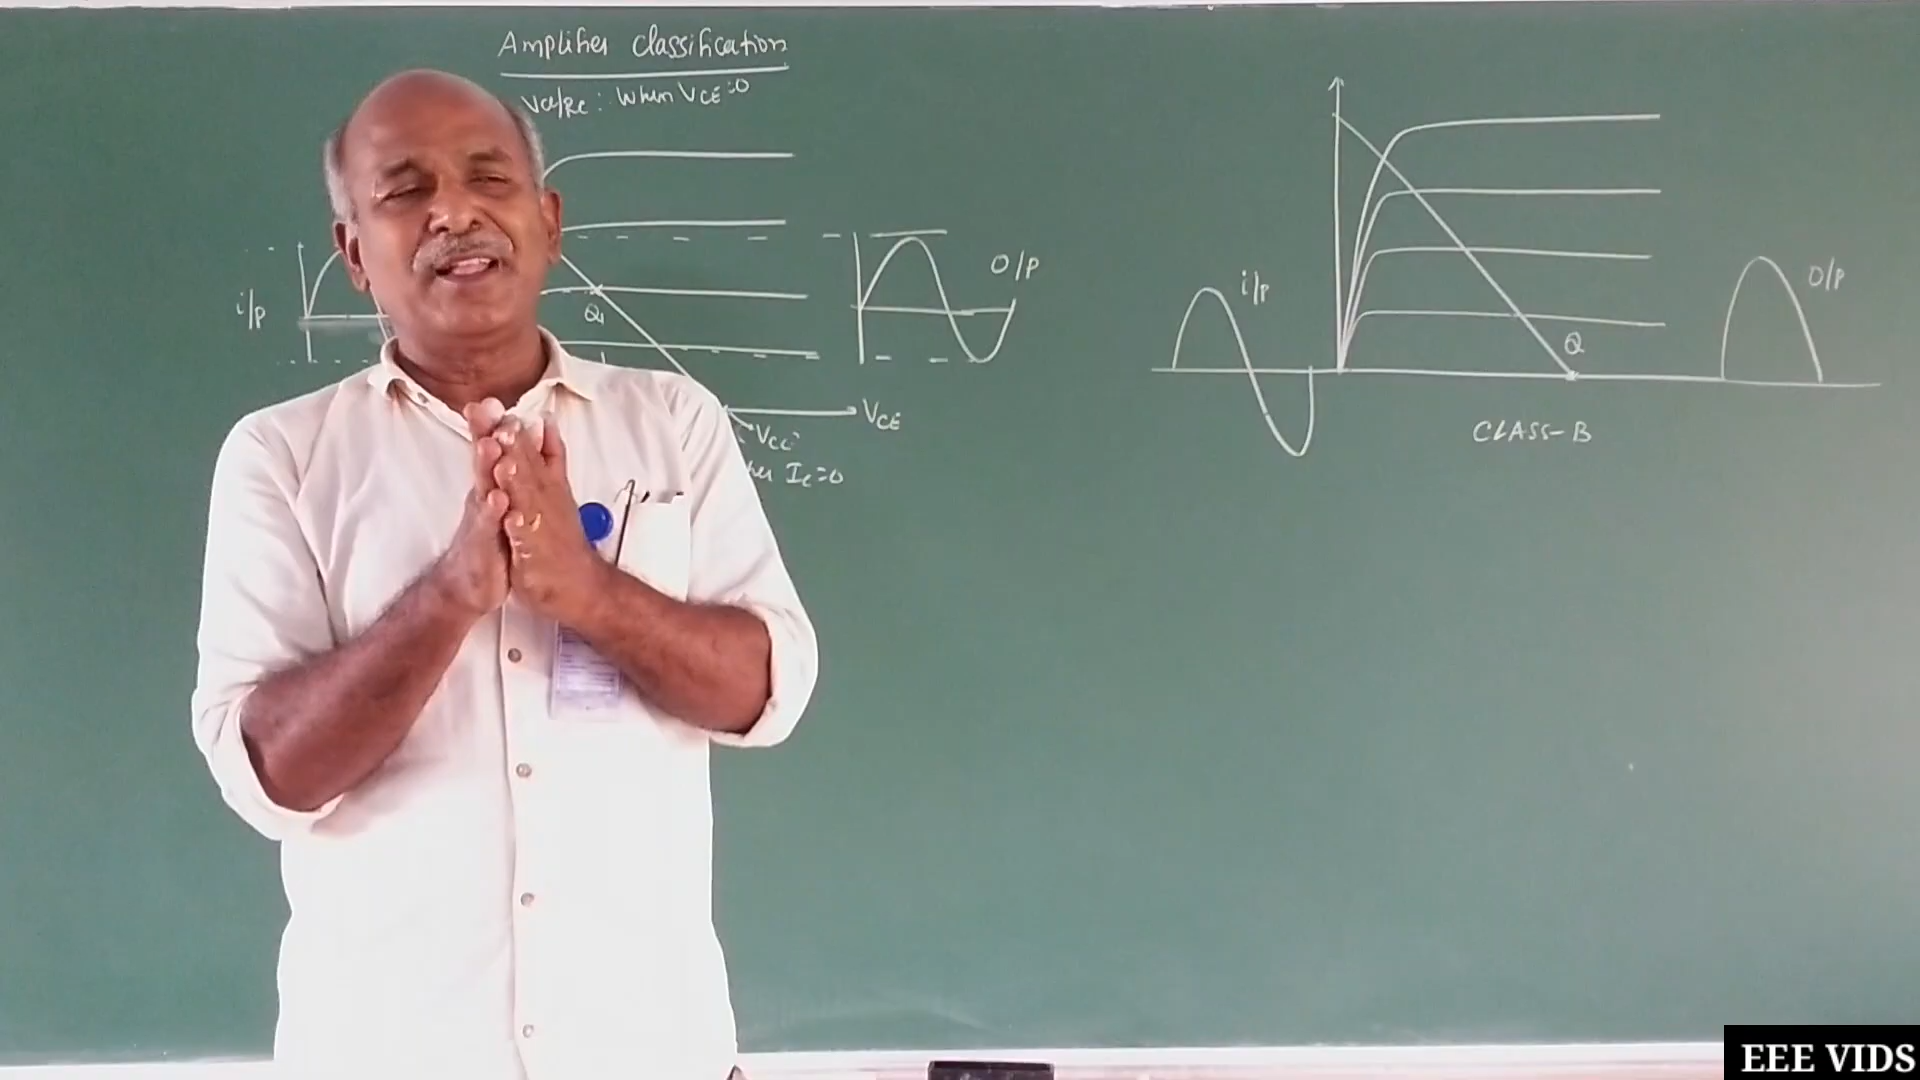 Amplifier classification
Vcc/Rc : When VCE=0
i/p
Q
O/P
VCE
VCC
IC=0
i/p
Q
O/P
CLASS-B
EEE VIDS